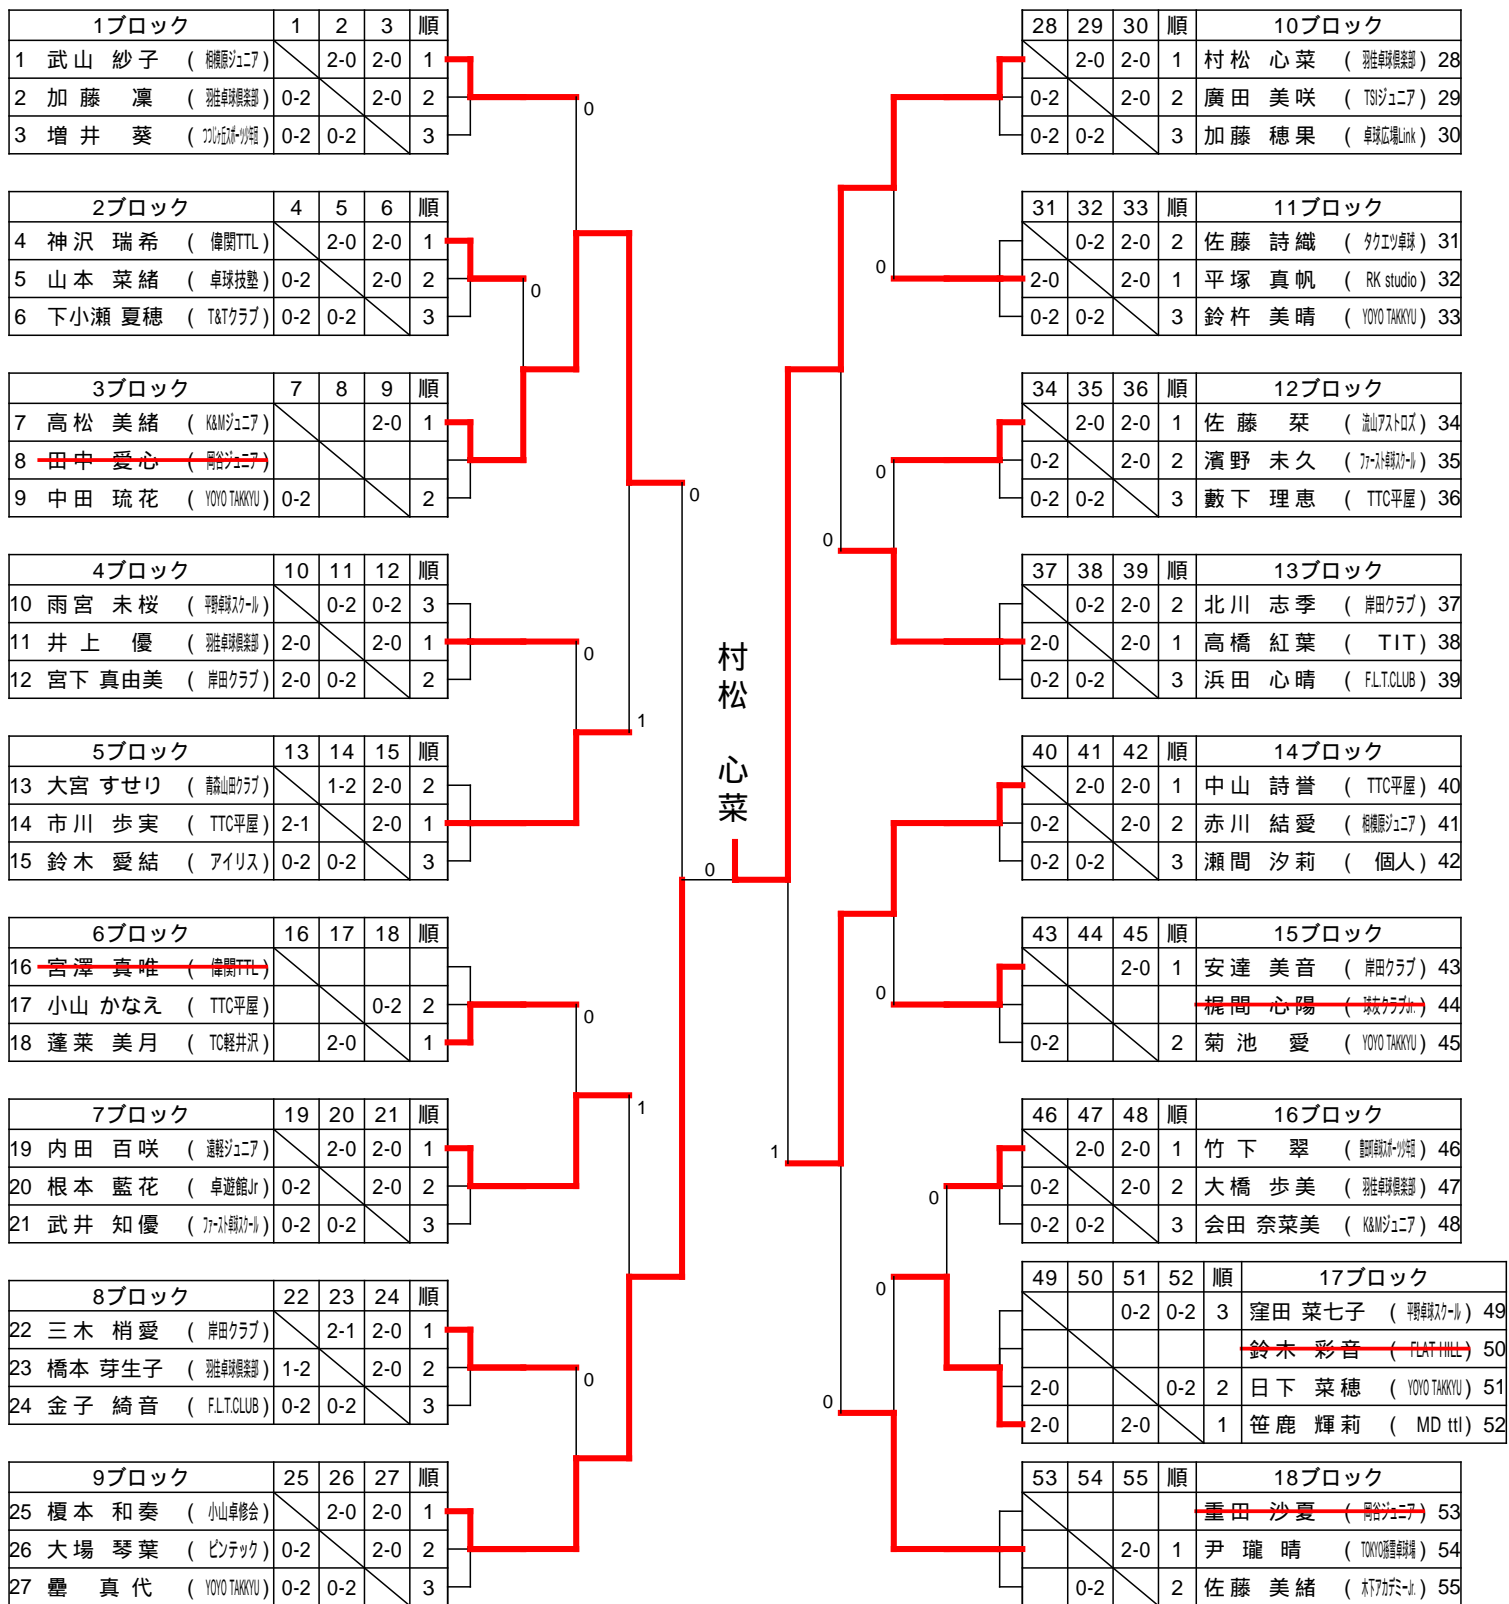 1ブロック 1 2 3 順
1 武山 紗子 ( 相模原ジュニア ) 2-0 2-0 1
2 加藤 凜 ( 羽佳卓球倶楽部 ) 0-2 2-0 2
3 増井 葵 ( つつじヶ丘スポーツ少年団 ) 0-2 0-2 3
0
2ブロック 4 5 6 順
4 神沢 瑞希 ( 偉関TTL ) 2-0 2-0 1
5 山本 菜緒 ( 卓球技塾 ) 0-2 2-0 2
6 下小瀬 夏穂 ( T&Tクラブ ) 0-2 0-2 3
0
3ブロック 7 8 9 順
7 高松 美緒 ( K&Mジュニア ) 2-0 1
8 田中 愛心 ( 岡谷ジュニア )
9 中田 琉花 ( YOYO TAKKYU ) 0-2 2
0
4ブロック 10 11 12 順
10 雨宮 未桜 ( 平野卓球スクール ) 0-2 0-2 3
11 井上 優 ( 羽佳卓球倶楽部 ) 2-0 2-0 1
12 宮下 真由美 ( 岸田クラブ ) 2-0 0-2 2
0
1
5ブロック 13 14 15 順
13 大宮 すせり ( 青森山田クラブ ) 1-2 2-0 2
14 市川 歩実 ( TTC平屋 ) 2-1 2-0 1
15 鈴木 愛結 ( アイリス ) 0-2 0-2 3
0
6ブロック 16 17 18 順
16 宮澤 真唯 ( 偉関TTL )
17 小山 かなえ ( TTC平屋 ) 0-2 2
18 蓬莱 美月 ( TC軽井沢 ) 2-0 1
0
7ブロック 19 20 21 順
19 内田 百咲 ( 遠軽ジュニア ) 2-0 2-0 1
20 根本 藍花 ( 卓遊館Jr ) 0-2 2-0 2
21 武井 知優 ( ファースト卓球スクール ) 0-2 0-2 3
1
8ブロック 22 23 24 順
22 三木 梢愛 ( 岸田クラブ ) 2-1 2-0 1
23 橋本 芽生子 ( 羽佳卓球倶楽部 ) 1-2 2-0 2
24 金子 綺音 ( F.L.T.CLUB ) 0-2 0-2 3
0
9ブロック 25 26 27 順
25 榎本 和奏 ( 小山卓修会 ) 2-0 2-0 1
26 大場 琴葉 ( ピンテック ) 0-2 2-0 2
27 真代 ( YOYO TAKKYU ) 0-2 0-2 3
村松 心菜
28 29 30 順 10ブロック
2-0 2-0 1 村松 心菜 ( 羽佳卓球倶楽部 ) 28
0-2 2-0 2 廣田 美咲 ( TSIジュニア ) 29
0-2 0-2 3 加藤 穂果 ( 卓球広場Link ) 30
31 32 33 順 11ブロック
0-2 2-0 2 佐藤 詩織 ( タクエツ卓球 ) 31
2-0 2-0 1 平塚 真帆 ( RK studio ) 32
0-2 0-2 3 鈴杵 美晴 ( YOYO TAKKYU ) 33
0
34 35 36 順 12ブロック
2-0 2-0 1 佐藤 栞 ( 流山アストロズ ) 34
0-2 2-0 2 濱野 未久 ( ファースト卓球スクール ) 35
0-2 0-2 3 藪下 理恵 ( TTC平屋 ) 36
0
0
37 38 39 順 13ブロック
0-2 2-0 2 北川 志季 ( 岸田クラブ ) 37
2-0 2-0 1 高橋 紅葉 ( TIT ) 38
0-2 0-2 3 浜田 心晴 ( F.L.T.CLUB ) 39
40 41 42 順 14ブロック
2-0 2-0 1 中山 詩誉 ( TTC平屋 ) 40
0-2 2-0 2 赤川 結愛 ( 相模原ジュニア ) 41
0-2 0-2 3 瀬間 汐莉 ( 個人 ) 42
43 44 45 順 15ブロック
2-0 1 安達 美音 ( 岸田クラブ ) 43
梶間 心陽 ( 球友クラブJr. ) 44
0-2 2 菊池 愛 ( YOYO TAKKYU ) 45
0
1
46 47 48 順 16ブロック
2-0 2-0 1 竹下 翠 ( 豊田町卓球スポーツ少年団 ) 46
0-2 2-0 2 大橋 歩美 ( 羽佳卓球倶楽部 ) 47
0-2 0-2 3 会田 奈菜美 ( K&Mジュニア ) 48
0
0
49 50 51 52 順 17ブロック
0-2 0-2 3 窪田 菜七子 ( 平野卓球スクール ) 49
鈴木 彩音 ( FLAT HILL ) 50
2-0 0-2 2 日下 菜穂 ( YOYO TAKKYU ) 51
2-0 2-0 1 笹鹿 輝莉 ( MD ttl ) 52
0
53 54 55 順 18ブロック
重田 沙夏 ( 岡谷ジュニア ) 53
2-0 1 尹 瓏晴 ( TOKYO孫雪卓球場 ) 54
0-2 2 佐藤 美緒 ( 木下アカデミーJr. ) 55